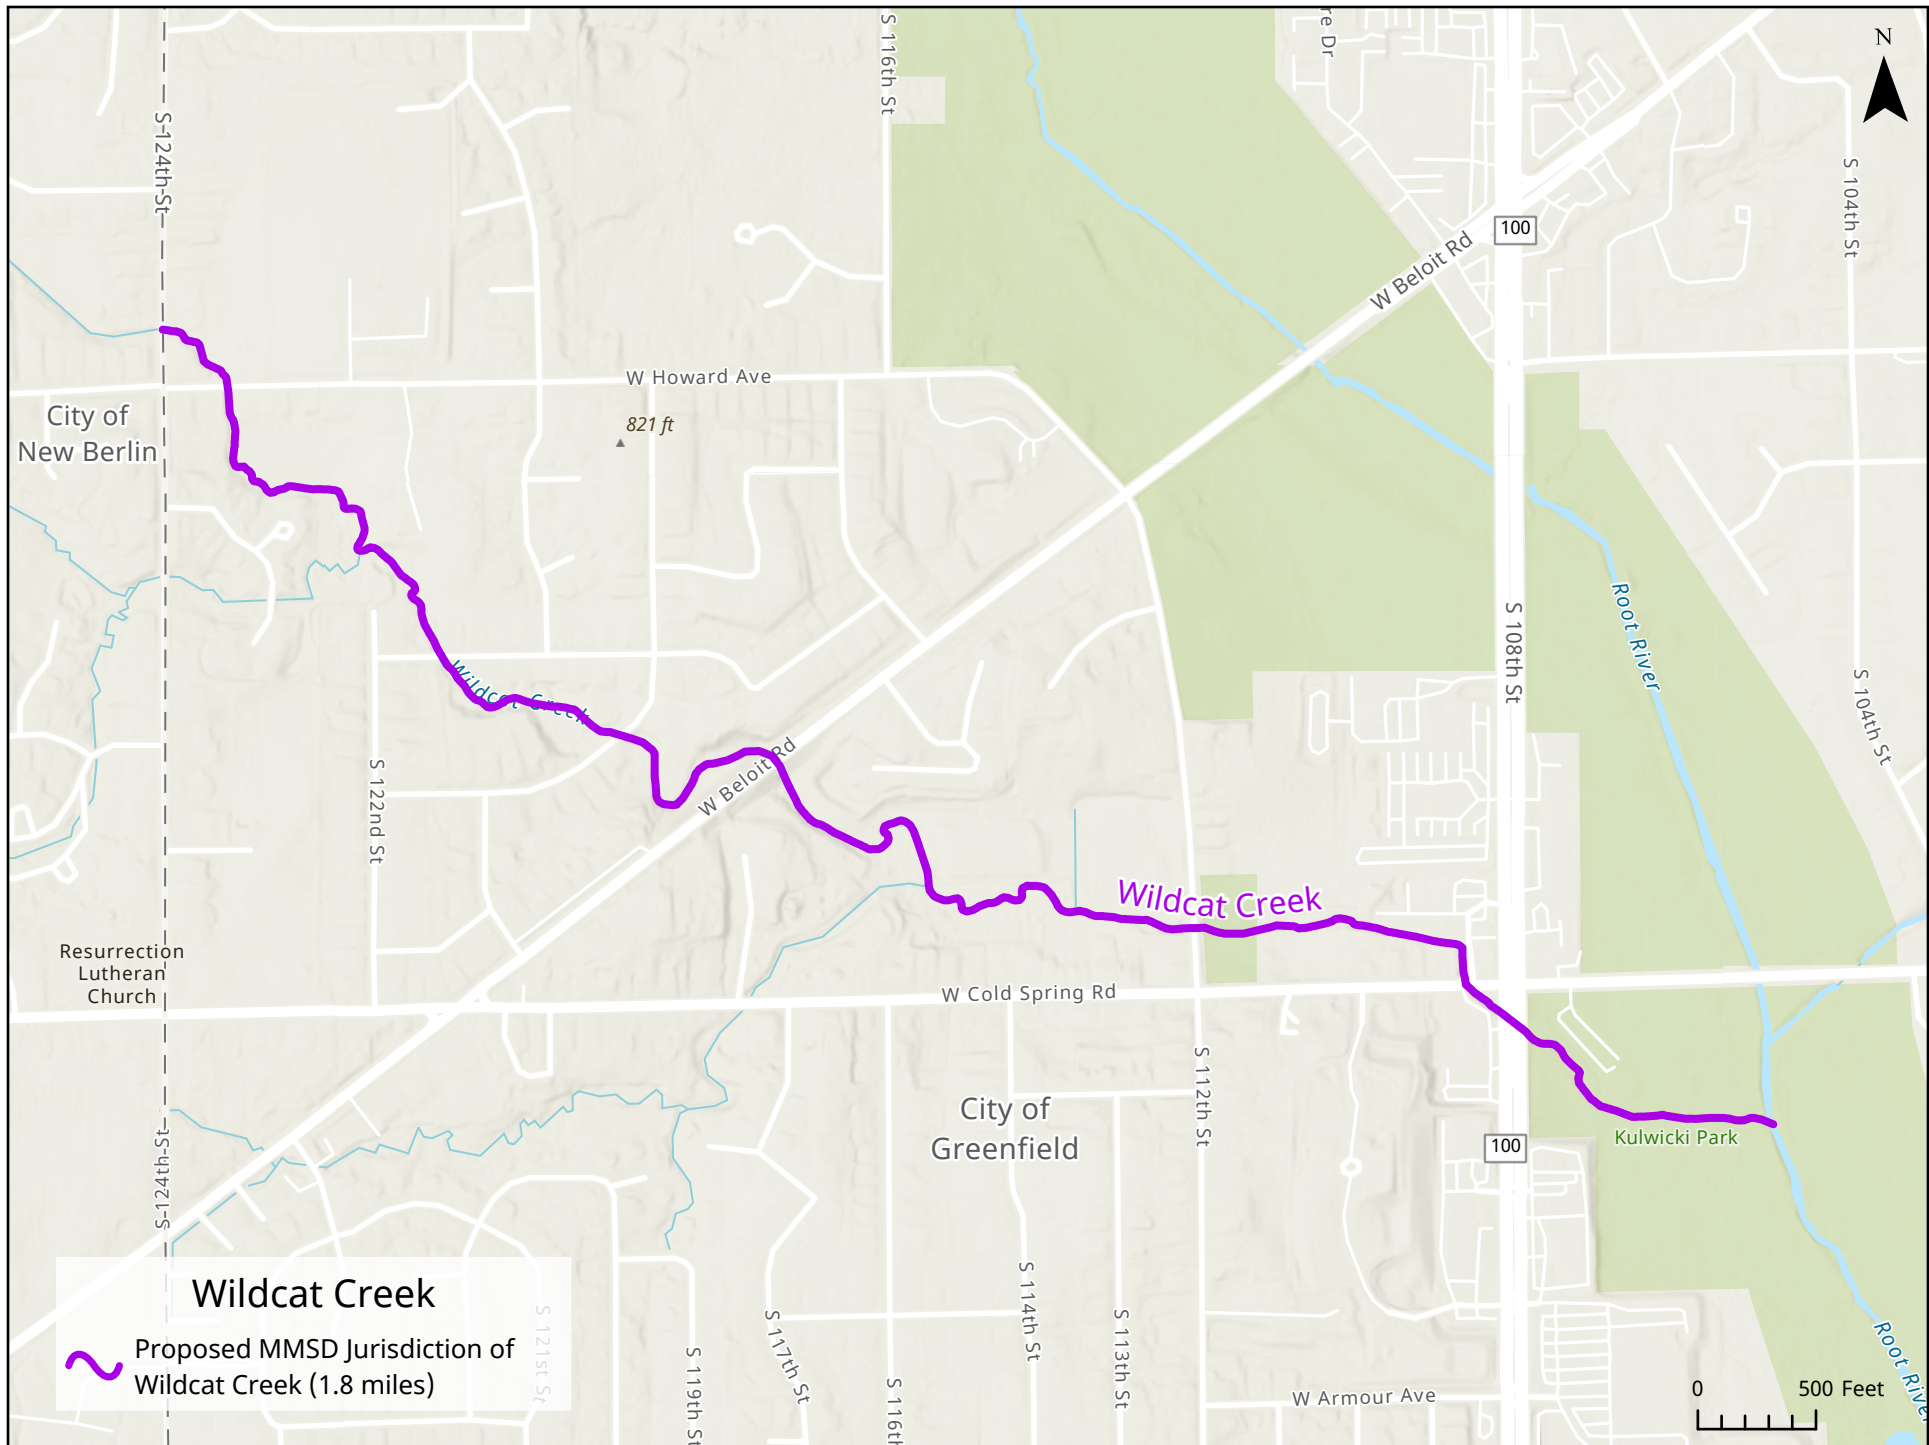 S 116th St
re Dr
N
S 124th St
S 104th St
100
W Beloit Rd
W Howard Ave
City of
New Berlin
821 ft
Root River
S 108th St
Wildcat Creek
S 104th St
W Beloit Rd
S 122nd St
Wildcat Creek
Resurrection
Lutheran
Church
W Cold Spring Rd
S 112th St
City of
Greenfield
100
Kulwicki Park
S 124th St
Wildcat Creek
Proposed MMSD Jurisdiction of
Wildcat Creek (1.8 miles)
S 121st St
S 119th St
S 117th St
S 116th
S 114th St
S 113th St
W Armour Ave
Root River
0 500 Feet